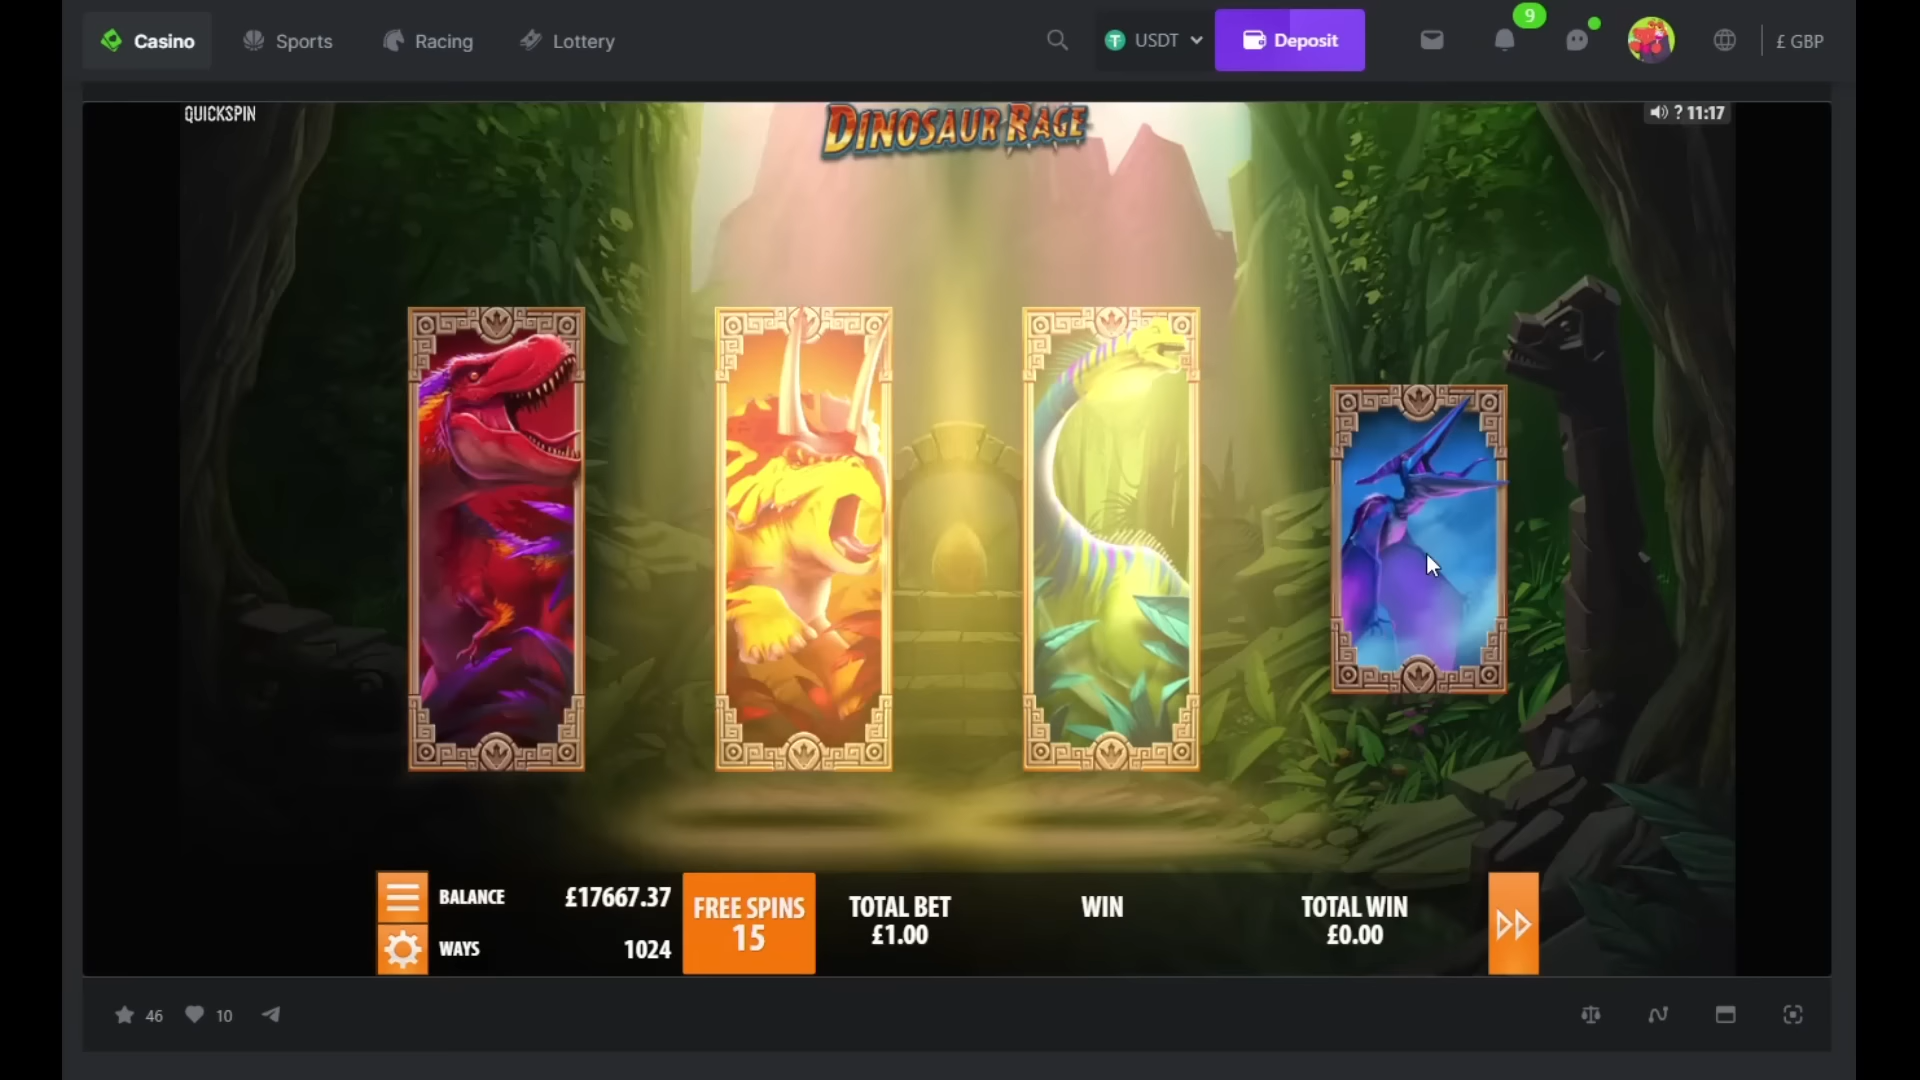 Casino
Sports
Racing
Lottery
USDT
Deposit
9
£ GBP
QUICKSPIN
DINOSAUR RAGE
? 11:17
BALANCE £17667.37
WAYS 1024
FREE SPINS
15
TOTAL BET
£1.00
WIN
TOTAL WIN
£0.00
46
10